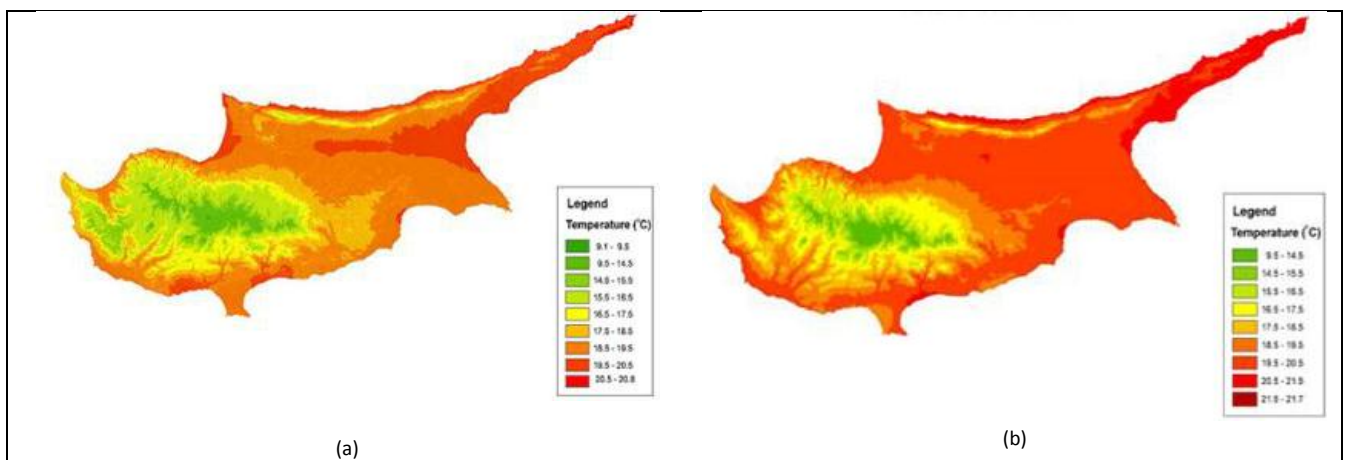 Legend
Temperature (°C)
9.1 - 9.5
9.5 - 14.5
14.5 - 15.5
15.5 - 16.5
16.5 - 17.5
17.5 - 18.5
18.5 - 19.5
19.5 - 20.5
20.5 - 20.8
(a)
Legend
Temperature (°C)
9.5 - 14.5
14.5 - 15.5
15.5 - 16.5
16.5 - 17.5
17.5 - 18.5
18.5 - 19.5
19.5 - 20.5
20.5 - 21.5
21.5 - 21.7
(b)